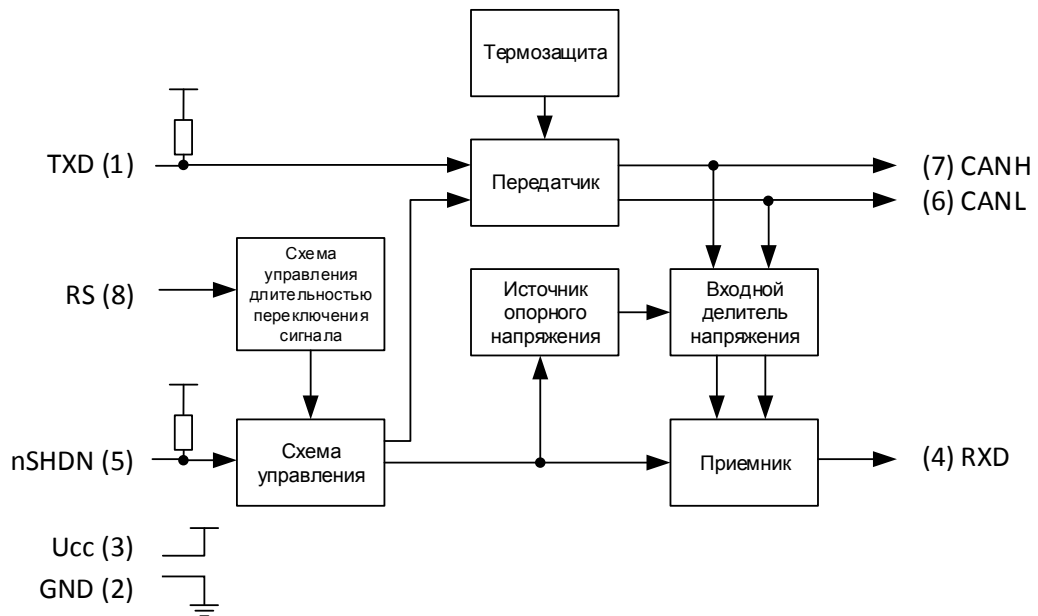 Термозащита
TXD (1)
Передатчик
(7) CANH
(6) CANL
RS (8)
Схема
управления
длительностью
переключения
сигнала
Источник
опорного
напряжения
Входной
делитель
напряжения
nSHDN (5)
Схема
управления
Приемник
(4) RXD
Ucc (3)
GND (2)